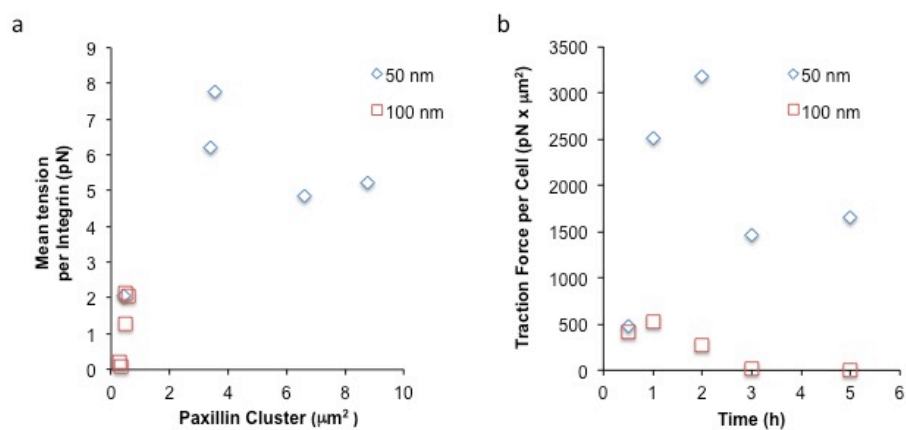 a
9
8
7
6
5
4
3
2
1
0
Mean tension
per Integrin (pN)
50 nm
100 nm
0 2 4 6 8 10
Paxillin Cluster (μm²)
b
3500
3000
2500
2000
1500
1000
500
0
Traction Force per Cell (pN x μm²)
50 nm
100 nm
0 1 2 3 4 5 6
Time (h)